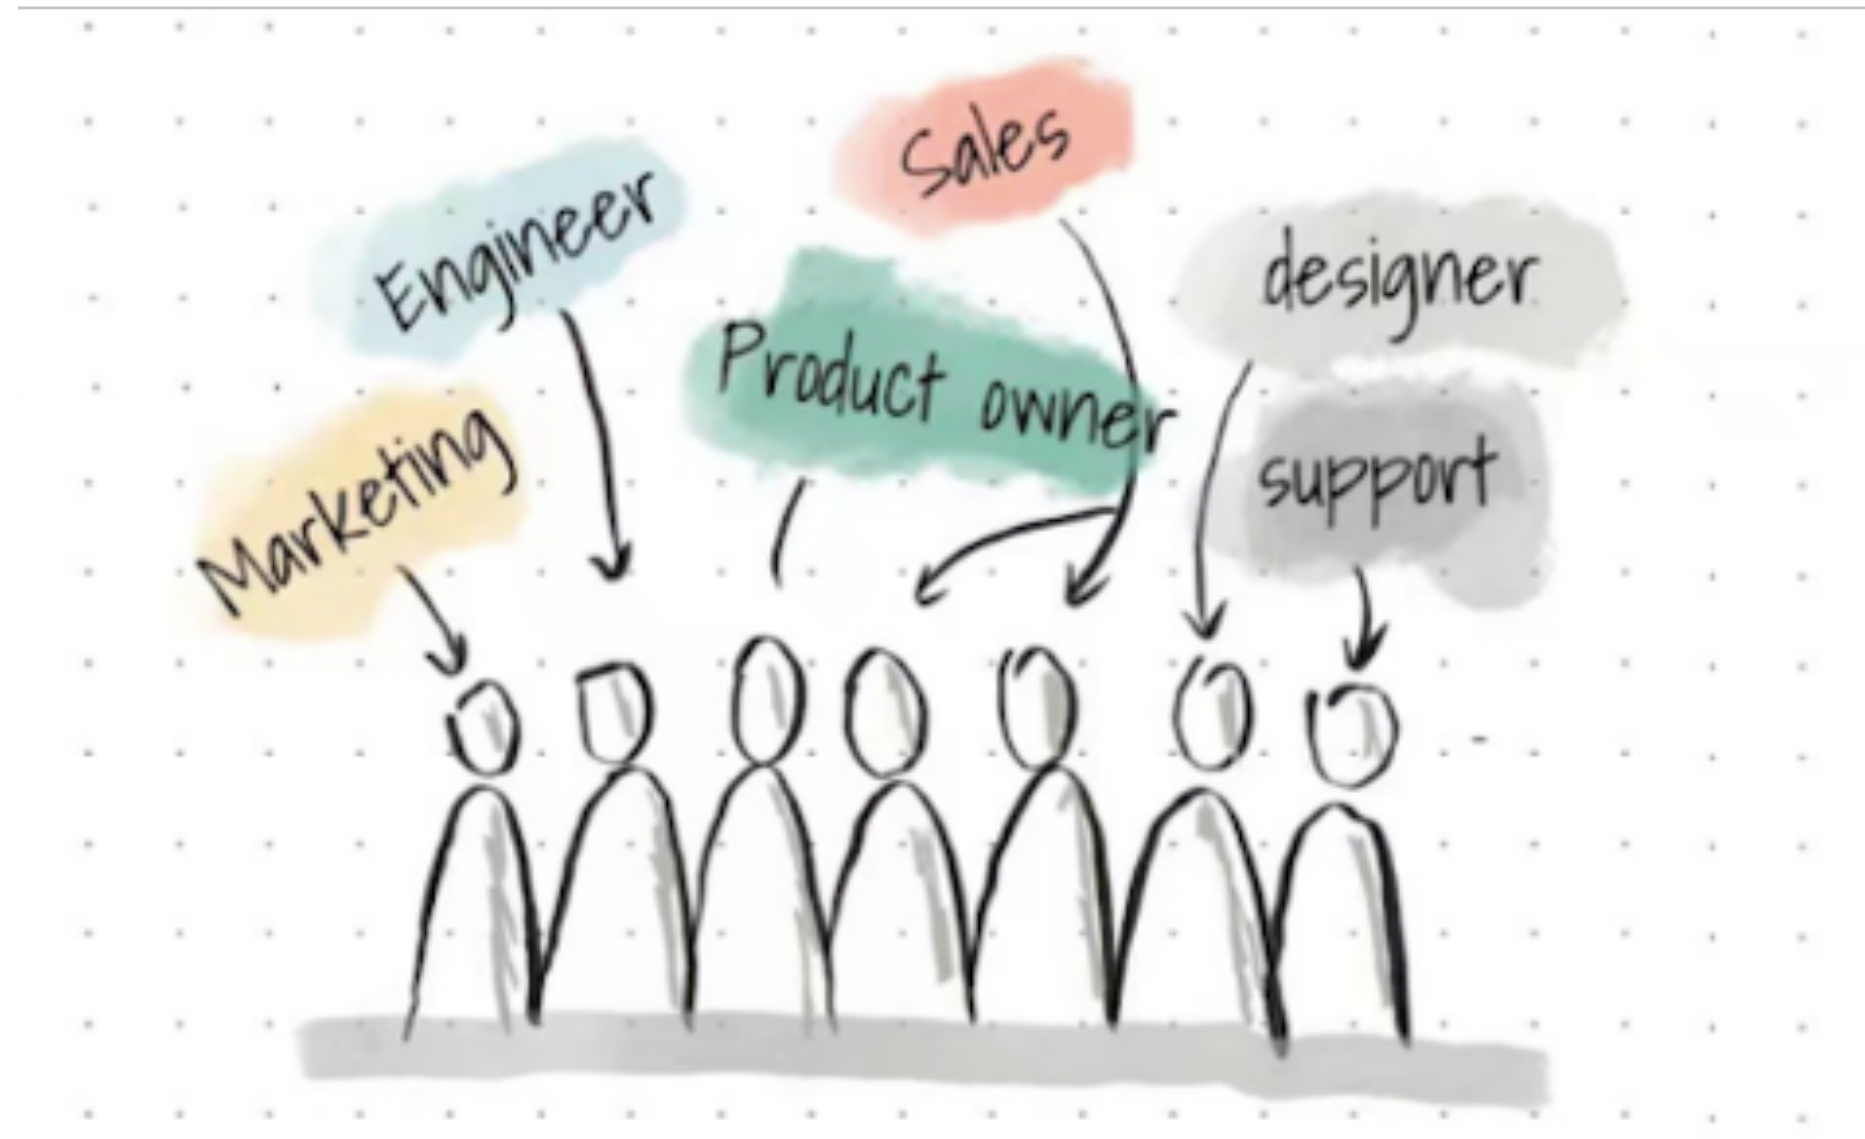 Sales
Engineer
designer
Product owner
Marketing
support